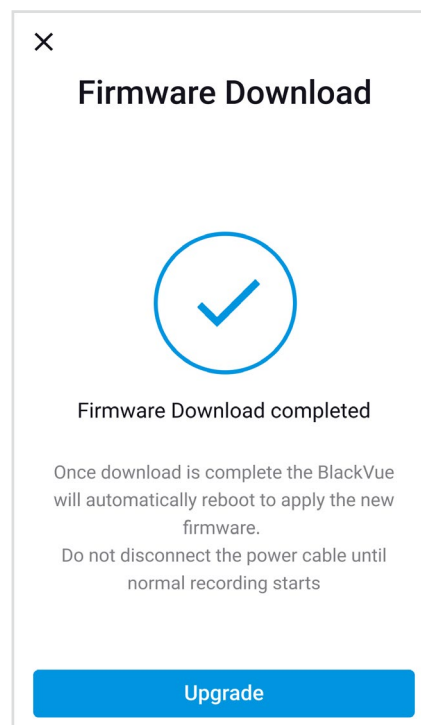 Firmware Download
Firmware Download completed
Once download is complete the BlackVue
will automatically reboot to apply the new
firmware.
Do not disconnect the power cable until
normal recording starts
Upgrade